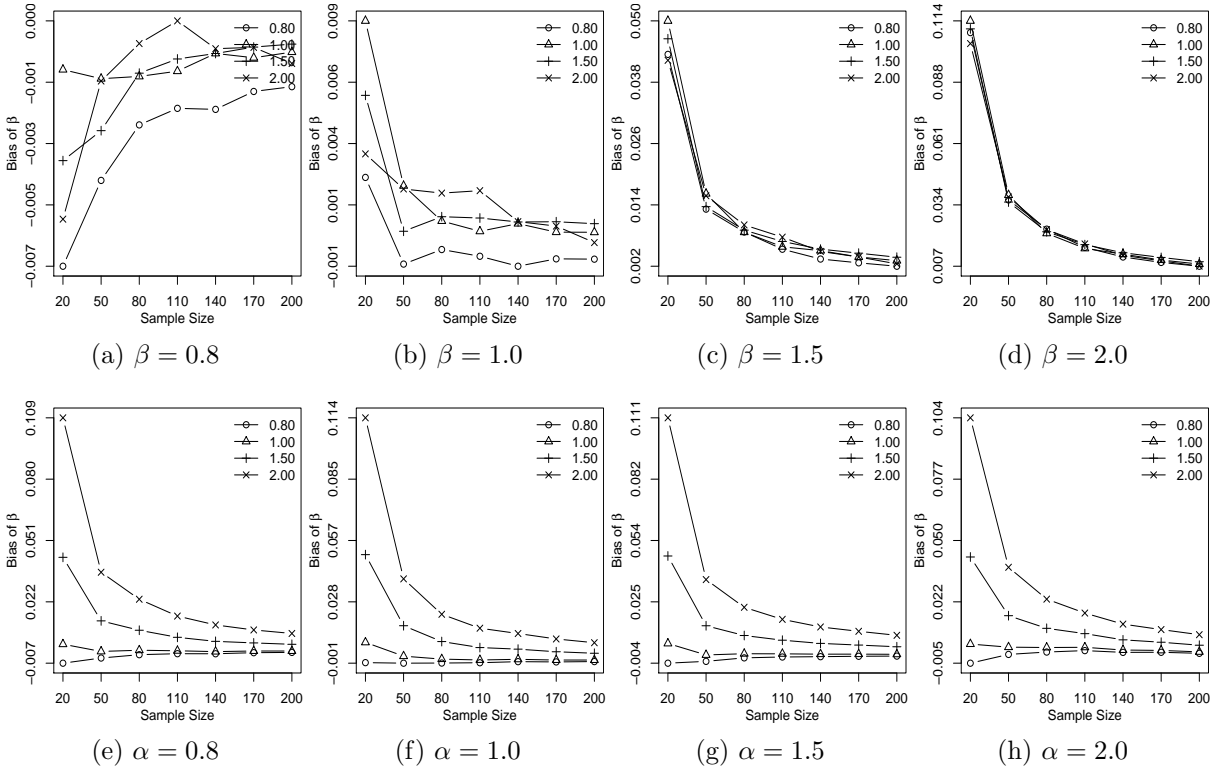 0.000
−0.001
−0.003
−0.005
−0.007
Bias of β
0.80
1.00
1.50
2.00
20 50 80 110 140 170 200
Sample Size
(a) β = 0.8
0.009
0.006
0.004
0.001
−0.001
Bias of β
0.80
1.00
1.50
2.00
20 50 80 110 140 170 200
Sample Size
(b) β = 1.0
0.050
0.038
0.026
0.014
0.002
Bias of β
0.80
1.00
1.50
2.00
20 50 80 110 140 170 200
Sample Size
(c) β = 1.5
0.114
0.088
0.061
0.034
0.007
Bias of β
0.80
1.00
1.50
2.00
20 50 80 110 140 170 200
Sample Size
(d) β = 2.0
0.109
0.080
0.051
0.022
−0.007
Bias of β
0.80
1.00
1.50
2.00
20 50 80 110 140 170 200
Sample Size
(e) α = 0.8
0.114
0.085
0.057
0.028
−0.001
Bias of β
0.80
1.00
1.50
2.00
20 50 80 110 140 170 200
Sample Size
(f) α = 1.0
0.111
0.082
0.054
0.025
−0.004
Bias of β
0.80
1.00
1.50
2.00
20 50 80 110 140 170 200
Sample Size
(g) α = 1.5
0.104
0.077
0.050
0.022
−0.005
Bias of β
0.80
1.00
1.50
2.00
20 50 80 110 140 170 200
Sample Size
(h) α = 2.0